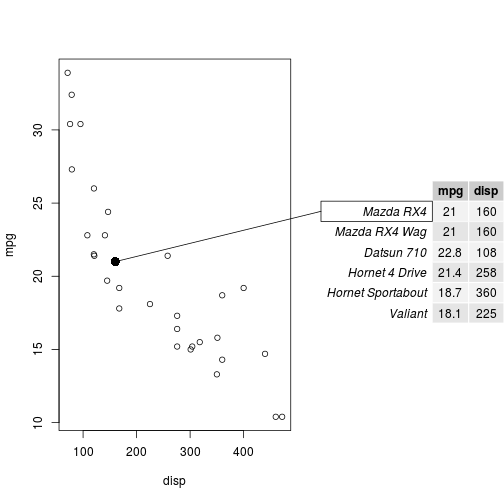 mpg disp
Mazda RX4 21 160
Mazda RX4 Wag 21 160
Datsun 710 22.8 108
Hornet 4 Drive 21.4 258
Hornet Sportabout 18.7 360
Valiant 18.1 225
mpg
30
25
20
15
10
100 200 300 400
disp